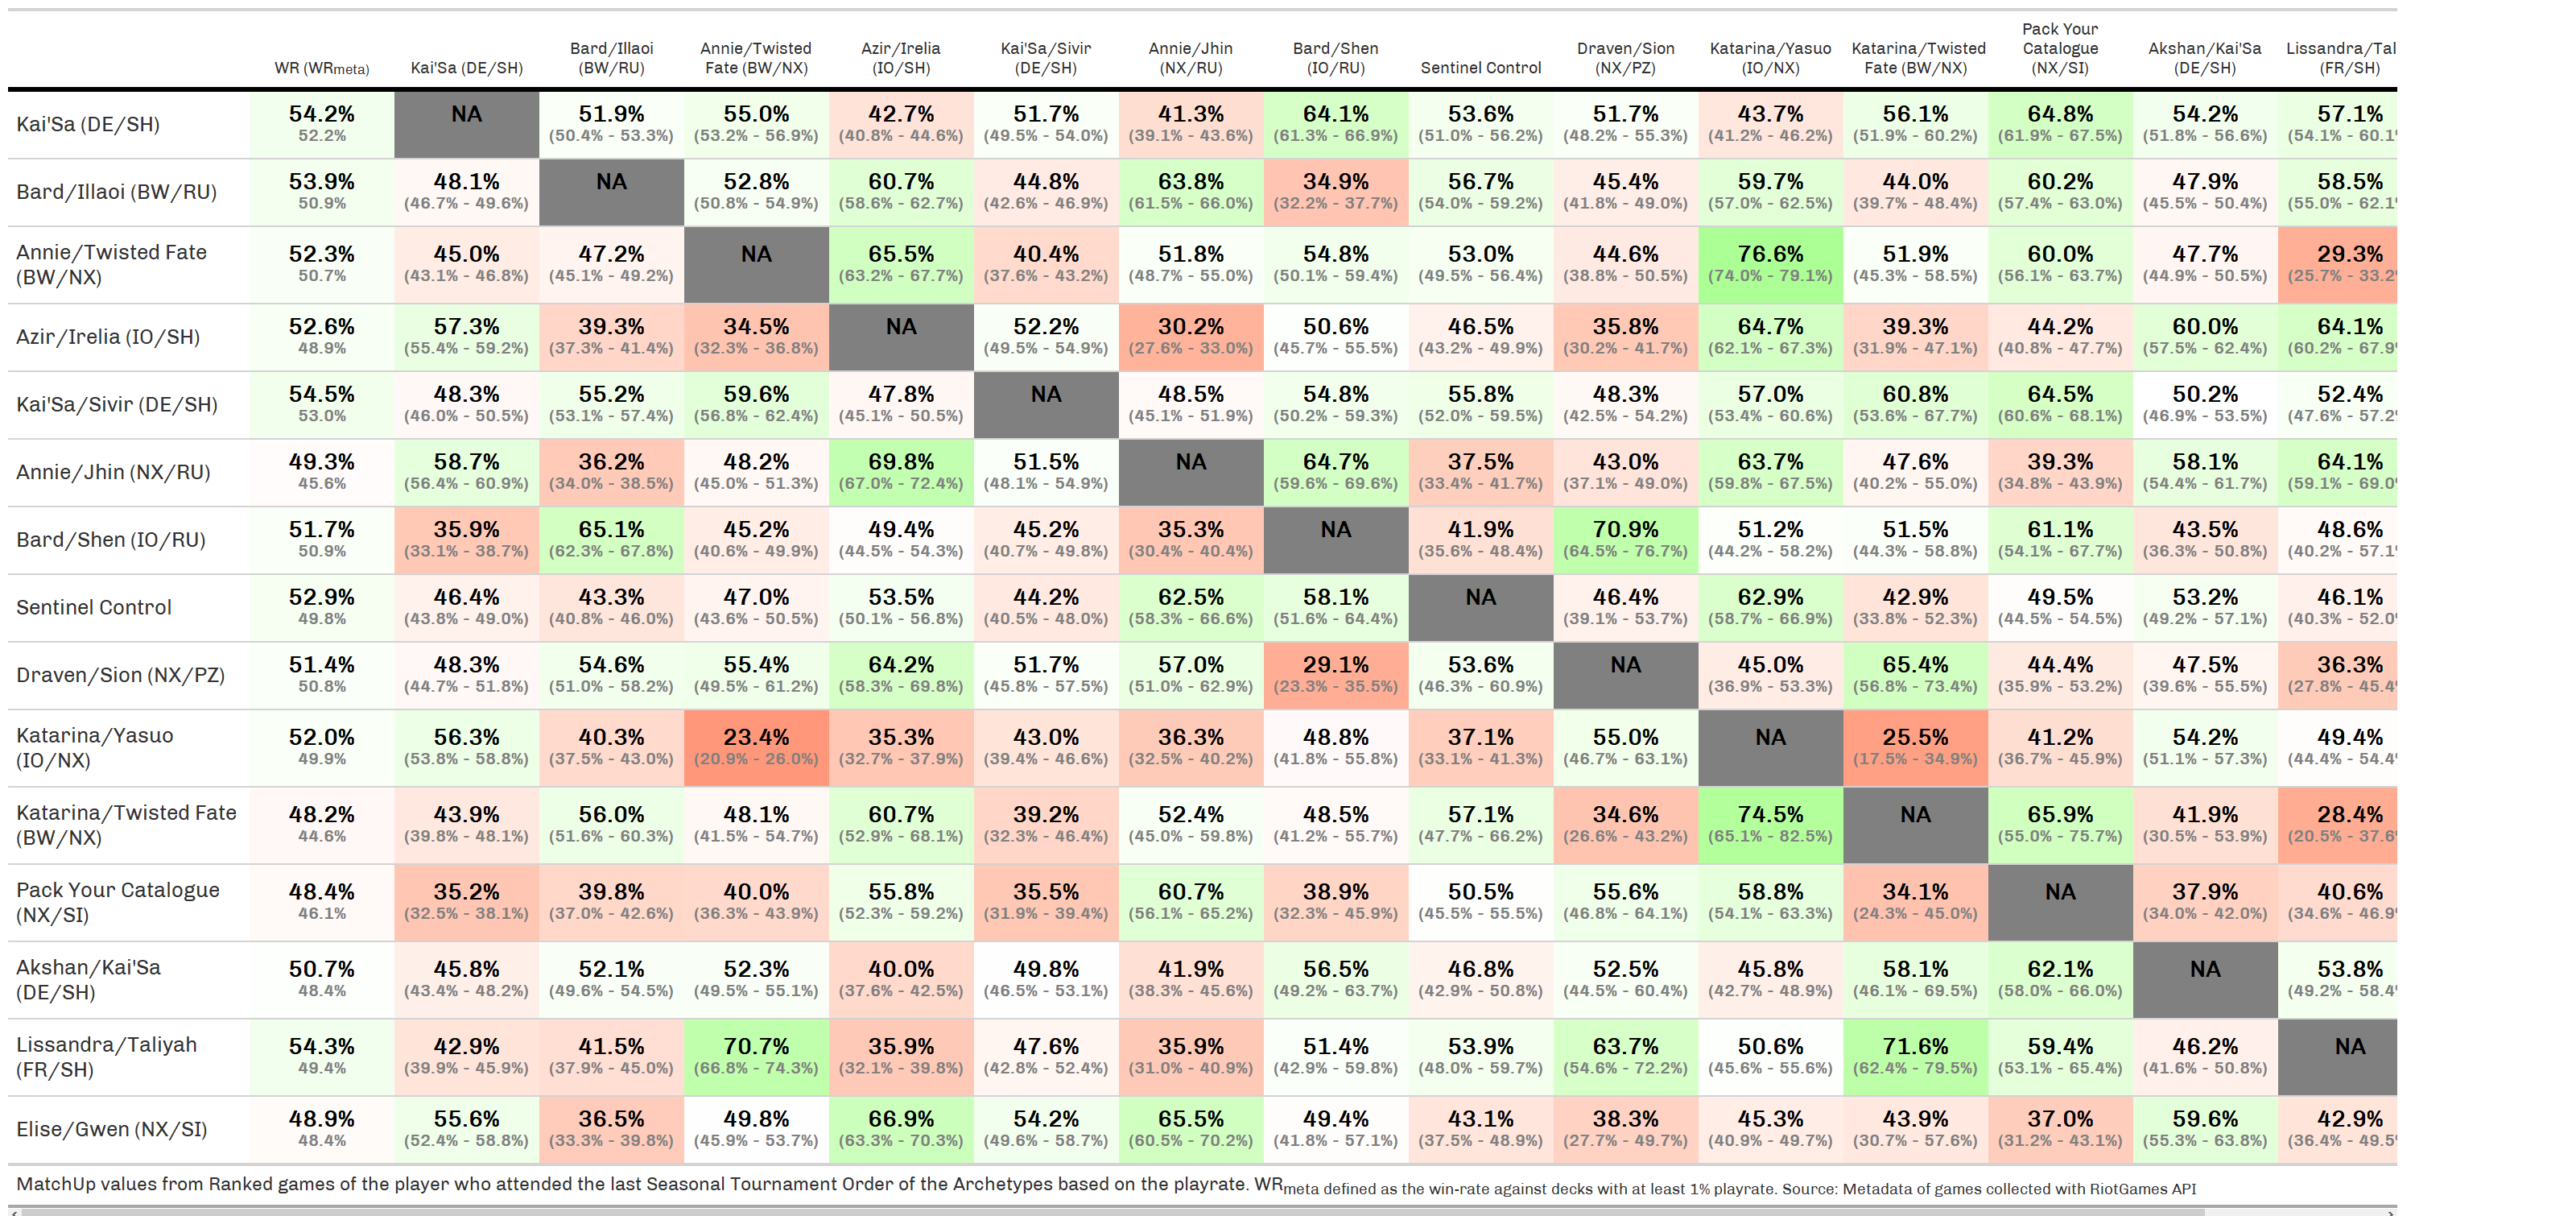 WR (WRmeta) Kai'Sa (DE/SH) Bard/Illaoi (BW/RU) Annie/Twisted Fate (BW/NX) Azir/Irelia (IO/SH) Kai'Sa/Sivir (DE/SH) Annie/Jhin (NX/RU) Bard/Shen (IO/RU) Sentinel Control Draven/Sion (NX/PZ) Katarina/Yasuo (IO/NX) Katarina/Twisted Fate (BW/NX) Pack Your Catalogue (NX/SI) Akshan/Kai'Sa (DE/SH) Lissandra/Tal (FR/SH)
Kai'Sa (DE/SH)
54.2% NA 51.9% 55.0% 42.7% 51.7% 41.3% 64.1% 53.6% 51.7% 43.7% 56.1% 64.8% 54.2% 57.1%
52.2% (50.4% - 53.3%) (53.2% - 56.9%) (40.8% - 44.6%) (49.5% - 54.0%) (39.1% - 43.6%) (61.3% - 66.9%) (51.0% - 56.2%) (48.2% - 55.3%) (41.2% - 46.2%) (51.9% - 60.2%) (61.9% - 67.5%) (51.8% - 56.6%) (54.1% - 60.1%
Bard/Illaoi (BW/RU)
53.9% 48.1% NA 52.8% 60.7% 44.8% 63.8% 34.9% 56.7% 45.4% 59.7% 44.0% 60.2% 47.9% 58.5%
50.9% (46.7% - 49.6%) (50.8% - 54.9%) (58.6% - 62.7%) (42.6% - 46.9%) (61.5% - 66.0%) (32.2% - 37.7%) (54.0% - 59.2%) (41.8% - 49.0%) (57.0% - 62.5%) (39.7% - 48.4%) (57.4% - 63.0%) (45.5% - 50.4%) (55.0% - 62.1%
Annie/Twisted Fate
(BW/NX)
52.3% 45.0% 47.2% NA 65.5% 40.4% 51.8% 54.8% 53.0% 44.6% 76.6% 51.9% 60.0% 47.7% 29.3%
50.7% (43.1% - 46.8%) (45.1% - 49.2%) (63.2% - 67.7%) (37.6% - 43.2%) (48.7% - 55.0%) (50.1% - 59.4%) (49.5% - 56.4%) (38.8% - 50.5%) (74.0% - 79.1%) (45.3% - 58.5%) (56.1% - 63.7%) (44.9% - 50.5%) (25.7% - 33.2%
Azir/Irelia (IO/SH)
52.6% 57.3% 39.3% 34.5% NA 52.2% 30.2% 50.6% 46.5% 35.8% 64.7% 39.3% 44.2% 60.0% 64.1%
48.9% (55.4% - 59.2%) (37.3% - 41.4%) (32.3% - 36.8%) (49.5% - 54.9%) (27.6% - 33.0%) (45.7% - 55.5%) (43.2% - 49.9%) (30.2% - 41.7%) (62.1% - 67.3%) (31.9% - 47.1%) (40.8% - 47.7%) (57.5% - 62.4%) (60.2% - 67.9%
Kai'Sa/Sivir (DE/SH)
54.5% 48.3% 55.2% 59.6% 47.8% NA 48.5% 54.8% 55.8% 48.3% 57.0% 60.8% 64.5% 50.2% 52.4%
53.0% (46.0% - 50.5%) (53.1% - 57.4%) (56.8% - 62.4%) (45.1% - 50.5%) (45.1% - 51.9%) (50.2% - 59.3%) (52.0% - 59.5%) (42.5% - 54.2%) (53.4% - 60.6%) (53.6% - 67.7%) (60.6% - 68.1%) (46.9% - 53.5%) (47.6% - 57.2%
Annie/Jhin (NX/RU)
49.3% 58.7% 36.2% 48.2% 69.8% 51.5% NA 64.7% 37.5% 43.0% 63.7% 47.6% 39.3% 58.1% 64.1%
45.6% (56.4% - 60.9%) (34.0% - 38.5%) (45.0% - 51.3%) (67.0% - 72.4%) (48.1% - 54.9%) (59.6% - 69.6%) (33.4% - 41.7%) (37.1% - 49.0%) (59.8% - 67.5%) (40.2% - 55.0%) (34.8% - 43.9%) (54.4% - 61.7%) (59.1% - 69.0%
Bard/Shen (IO/RU)
51.7% 35.9% 65.1% 45.2% 49.4% 45.2% 35.3% NA 41.9% 70.9% 51.2% 51.5% 61.1% 43.5% 48.6%
50.9% (33.1% - 38.7%) (62.3% - 67.8%) (40.6% - 49.9%) (44.5% - 54.3%) (40.7% - 49.8%) (30.4% - 40.4%) (35.6% - 48.4%) (64.5% - 76.7%) (44.2% - 58.2%) (44.3% - 58.8%) (54.1% - 67.7%) (36.3% - 50.8%) (40.2% - 57.1%
Sentinel Control
52.9% 46.4% 43.3% 47.0% 53.5% 44.2% 62.5% 58.1% NA 46.4% 62.9% 42.9% 49.5% 53.2% 46.1%
49.8% (43.8% - 49.0%) (40.8% - 46.0%) (43.6% - 50.5%) (50.1% - 56.8%) (40.5% - 48.0%) (58.3% - 66.6%) (51.6% - 64.4%) (39.1% - 53.7%) (58.7% - 66.9%) (33.8% - 52.3%) (44.5% - 54.5%) (49.2% - 57.1%) (40.3% - 52.0%
Draven/Sion (NX/PZ)
51.4% 48.3% 54.6% 55.4% 64.2% 51.7% 57.0% 29.1% 53.6% NA 45.0% 65.4% 44.4% 47.5% 36.3%
50.8% (44.7% - 51.8%) (51.0% - 58.2%) (49.5% - 61.2%) (58.3% - 69.8%) (45.8% - 57.5%) (51.0% - 62.9%) (23.3% - 35.5%) (46.3% - 60.9%) (36.9% - 53.3%) (56.8% - 73.4%) (35.9% - 53.2%) (39.6% - 55.5%) (27.8% - 45.4%
Katarina/Yasuo
(IO/NX)
52.0% 56.3% 40.3% 23.4% 35.3% 43.0% 36.3% 48.8% 37.1% 55.0% NA 25.5% 41.2% 54.2% 49.4%
49.9% (53.8% - 58.8%) (37.5% - 43.0%) (20.9% - 26.0%) (32.7% - 37.9%) (39.4% - 46.6%) (32.5% - 40.2%) (41.8% - 55.8%) (33.1% - 41.3%) (46.7% - 63.1%) (17.5% - 34.9%) (36.7% - 45.9%) (51.1% - 57.3%) (44.4% - 54.4%
Katarina/Twisted Fate
(BW/NX)
48.2% 43.9% 56.0% 48.1% 60.7% 39.2% 52.4% 48.5% 57.1% 34.6% 74.5% NA 65.9% 41.9% 28.4%
44.6% (39.8% - 48.1%) (51.6% - 60.3%) (41.5% - 54.7%) (52.9% - 68.1%) (32.3% - 46.4%) (45.0% - 59.8%) (41.2% - 55.7%) (47.7% - 66.2%) (26.6% - 43.2%) (65.1% - 82.5%) (55.0% - 75.7%) (30.5% - 53.9%) (20.5% - 37.6%
Pack Your Catalogue
(NX/SI)
48.4% 35.2% 39.8% 40.0% 55.8% 35.5% 60.7% 38.9% 50.5% 55.6% 58.8% 34.1% NA 37.9% 40.6%
46.1% (32.5% - 38.1%) (37.0% - 42.6%) (36.3% - 43.9%) (52.3% - 59.2%) (31.9% - 39.4%) (56.1% - 65.2%) (32.3% - 45.9%) (45.5% - 55.5%) (46.8% - 64.1%) (54.1% - 63.3%) (24.3% - 45.0%) (34.0% - 42.0%) (34.6% - 46.9%
Akshan/Kai'Sa
(DE/SH)
50.7% 45.8% 52.1% 52.3% 40.0% 49.8% 41.9% 56.5% 46.8% 52.5% 45.8% 58.1% 62.1% NA 53.8%
48.4% (43.4% - 48.2%) (49.6% - 54.5%) (49.5% - 55.1%) (37.6% - 42.5%) (46.5% - 53.1%) (38.3% - 45.6%) (49.2% - 63.7%) (42.9% - 50.8%) (44.5% - 60.4%) (42.7% - 48.9%) (46.1% - 69.5%) (58.0% - 66.0%) (49.2% - 58.4%
Lissandra/Taliyah
(FR/SH)
54.3% 42.9% 41.5% 70.7% 35.9% 47.6% 35.9% 51.4% 53.9% 63.7% 50.6% 71.6% 59.4% 46.2% NA
49.4% (39.9% - 45.9%) (37.9% - 45.0%) (66.8% - 74.3%) (32.1% - 39.8%) (42.8% - 52.4%) (31.0% - 40.9%) (42.9% - 59.8%) (48.0% - 59.7%) (54.6% - 72.2%) (45.6% - 55.6%) (62.4% - 79.5%) (53.1% - 65.4%) (41.6% - 50.8%)
Elise/Gwen (NX/SI)
48.9% 55.6% 36.5% 49.8% 66.9% 54.2% 65.5% 49.4% 43.1% 38.3% 45.3% 43.9% 37.0% 59.6% 42.9%
48.4% (52.4% - 58.8%) (33.3% - 39.8%) (45.9% - 53.7%) (63.3% - 70.3%) (49.6% - 58.7%) (60.5% - 70.2%) (41.8% - 57.1%) (37.5% - 48.9%) (27.7% - 49.7%) (40.9% - 49.7%) (30.7% - 57.6%) (31.2% - 43.1%) (55.3% - 63.8%) (36.4% - 49.5%
MatchUp values from Ranked games of the player who attended the last Seasonal Tournament Order of the Archetypes based on the playrate. WRmeta defined as the win-rate against decks with at least 1% playrate. Source: Metadata of games collected with RiotGames API